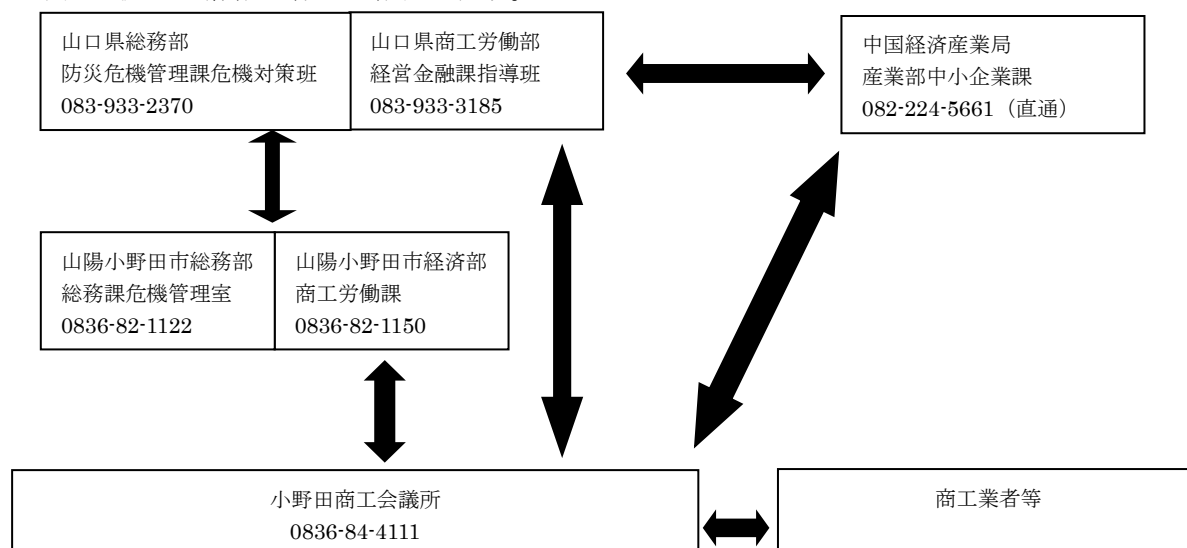 山口県総務部
防災危機管理課危機対策班
083-933-2370
山口県商工労働部
経営金融課指導班
083-933-3185
中国経済産業局
産業部中小企業課
082-224-5661（直通）
山陽小野田市総務部
総務課危機管理室
0836-82-1122
山陽小野田市経済部
商工労働課
0836-82-1150
小野田商工会議所
0836-84-4111
商工業者等